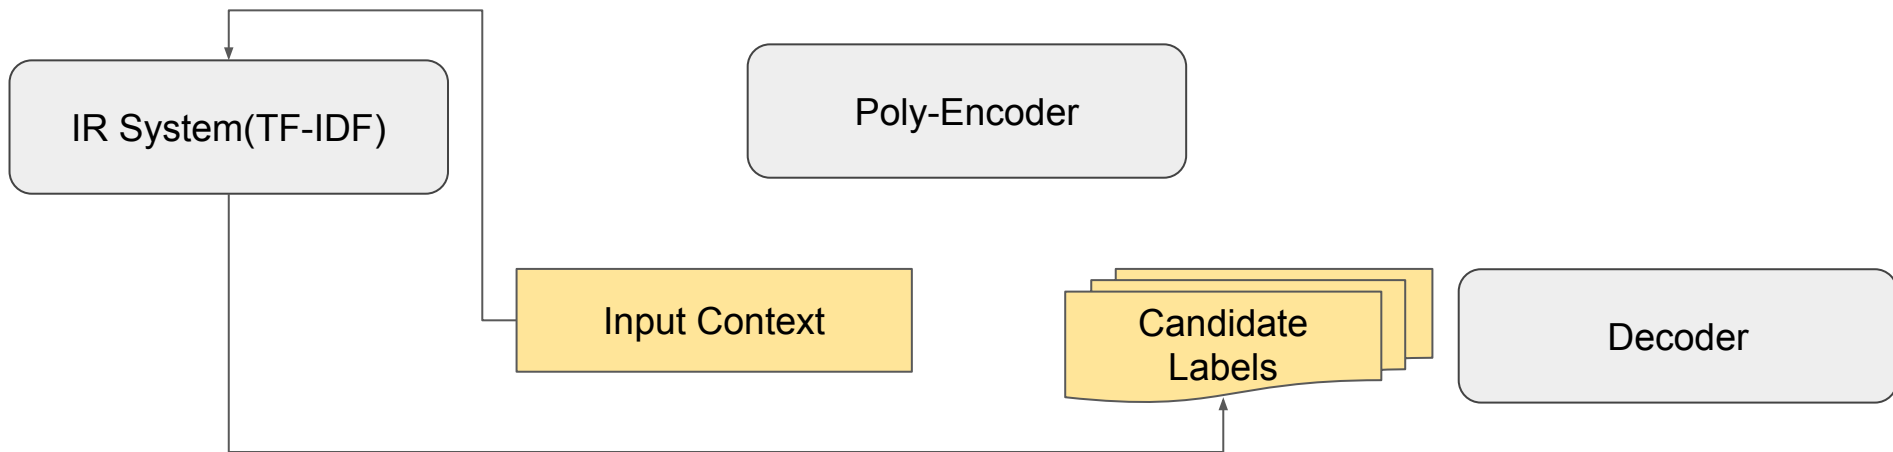 IR System(TF-IDF)
Poly-Encoder
Input Context
Candidate
Labels
Decoder